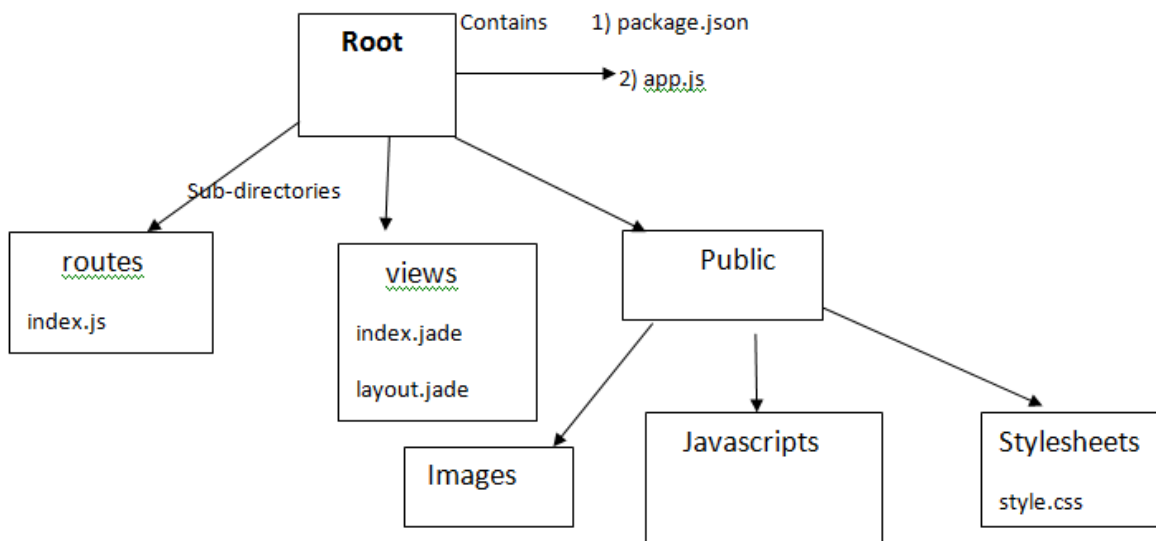 Root
Contains 1) package.json
2) app.js
Sub-directories
routes
index.js
views
index.jade
layout.jade
Public
Images
Javascripts
Stylesheets
style.css